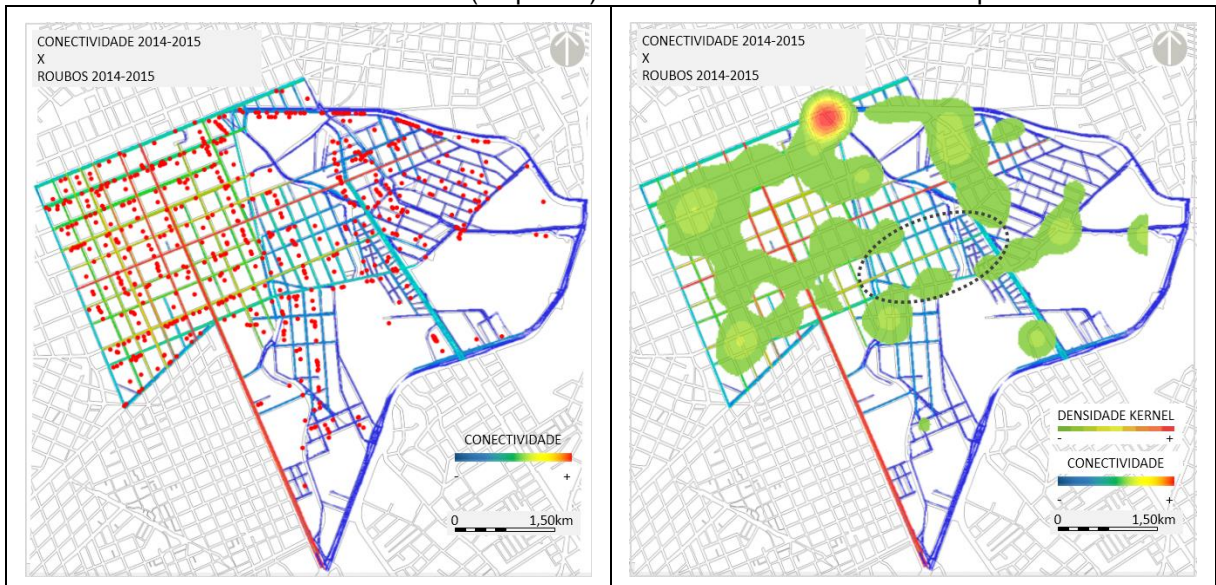 CONECTIVIDADE 2014-2015
X
ROUBOS 2014-2015
CONECTIVIDADE
- +
0 1,50km
CONECTIVIDADE 2014-2015
X
ROUBOS 2014-2015
DENSIDADE KERNEL
- +
CONECTIVIDADE
- +
0 1,50km